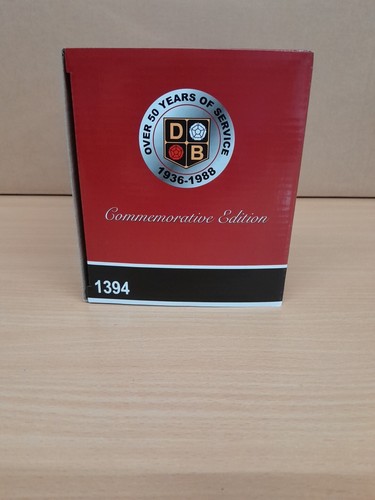 OVER 50 YEARS OF SERVICE
D
B
1936-1988
Commemorative Edition
1394